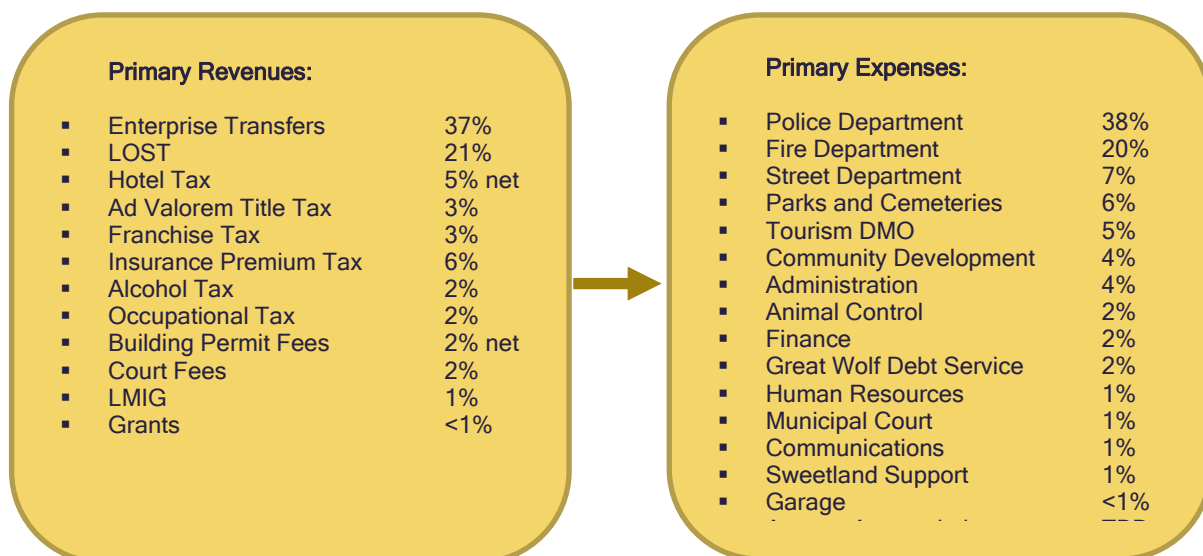 Primary Revenues:
▪ Enterprise Transfers 37%
▪ LOST 21%
▪ Hotel Tax 5% net
▪ Ad Valorem Title Tax 3%
▪ Franchise Tax 3%
▪ Insurance Premium Tax 6%
▪ Alcohol Tax 2%
▪ Occupational Tax 2%
▪ Building Permit Fees 2% net
▪ Court Fees 2%
▪ LMIG 1%
▪ Grants <1%
Primary Expenses:
▪ Police Department 38%
▪ Fire Department 20%
▪ Street Department 7%
▪ Parks and Cemeteries 6%
▪ Tourism DMO 5%
▪ Community Development 4%
▪ Administration 4%
▪ Animal Control 2%
▪ Finance 2%
▪ Great Wolf Debt Service 2%
▪ Human Resources 1%
▪ Municipal Court 1%
▪ Communications 1%
▪ Sweetland Support 1%
▪ Garage <1%